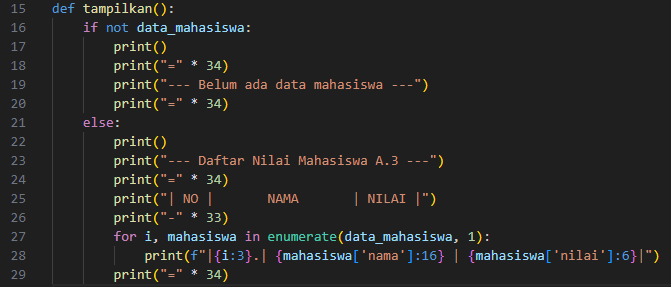 15 def tampilkan():
16     if not data_mahasiswa:
17         print()
18         print("=" * 34)
19         print("--- Belum ada data mahasiswa ---")
20         print("=" * 34)
21     else:
22         print()
23         print("--- Daftar Nilai Mahasiswa A.3 ---")
24         print("=" * 34)
25         print("| NO |       NAMA       | NILAI |")
26         print("-" * 33)
27         for i, mahasiswa in enumerate(data_mahasiswa, 1):
28             print(f"|{i:3}.| {mahasiswa['nama']:16} | {mahasiswa['nilai']:6}|")
29         print("=" * 34)